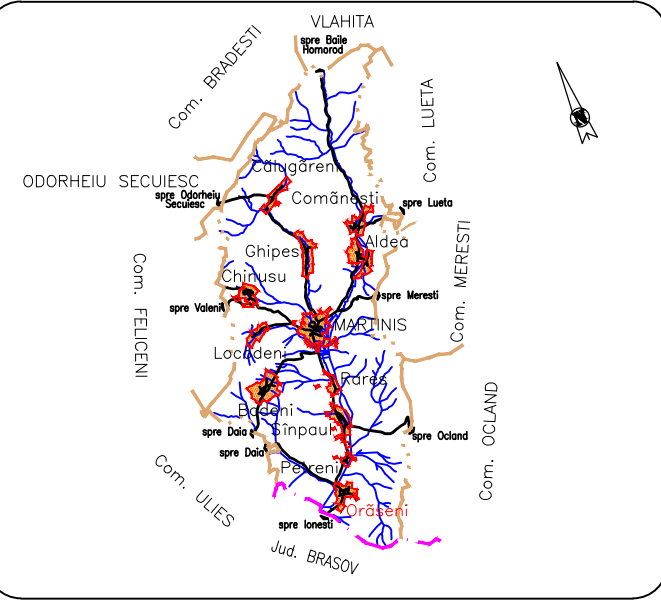 VLAHITA
spre Baile
Homorod
Com. BRADESTI
Com. LUETA
N
Călugăreni
ODORHEIU SECUIESC
spre Odorheiu
Secuiesc
Comănești
spre Lueta
Aldea
Ghipes
Com. MERESTI
Com. FELICENI
Chinusu
spre Meresti
spre Valeni
MARTINIS
Locodeni
Rares
Badeni
Com. OCLAND
Sînpaul
spre Daia
spre Ocland
spre Daia
Petreni
Com. ULIES
Orăseni
spre Ionesti
Jud. BRASOV